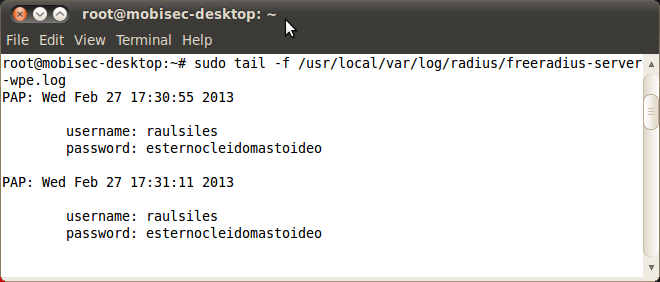 root@mobisec-desktop: ~
File Edit View Terminal Help
root@mobisec-desktop:~# sudo tail -f /usr/local/var/log/radius/freeradius-server
-wpe.log
PAP: Wed Feb 27 17:30:55 2013
username: raulsiles
password: esternocleidomastoideo
PAP: Wed Feb 27 17:31:11 2013
username: raulsiles
password: esternocleidomastoideo